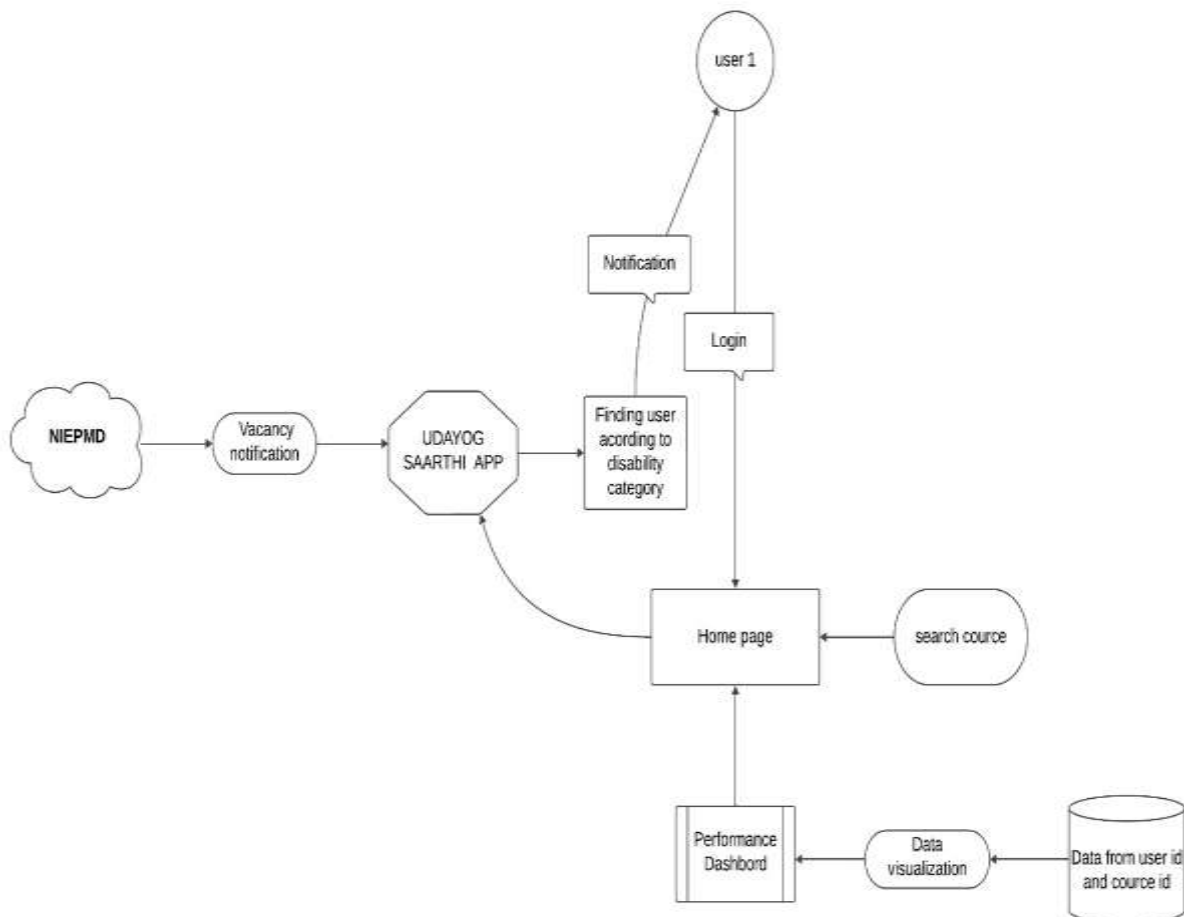 user 1
Notification
Login
NIEPMD
Vacancy
notification
UDAYOG
SAARTHI APP
Finding user
acording to
disability
category
Home page
search cource
Performance
Dashbord
Data
visualization
Data from user id
and cource id